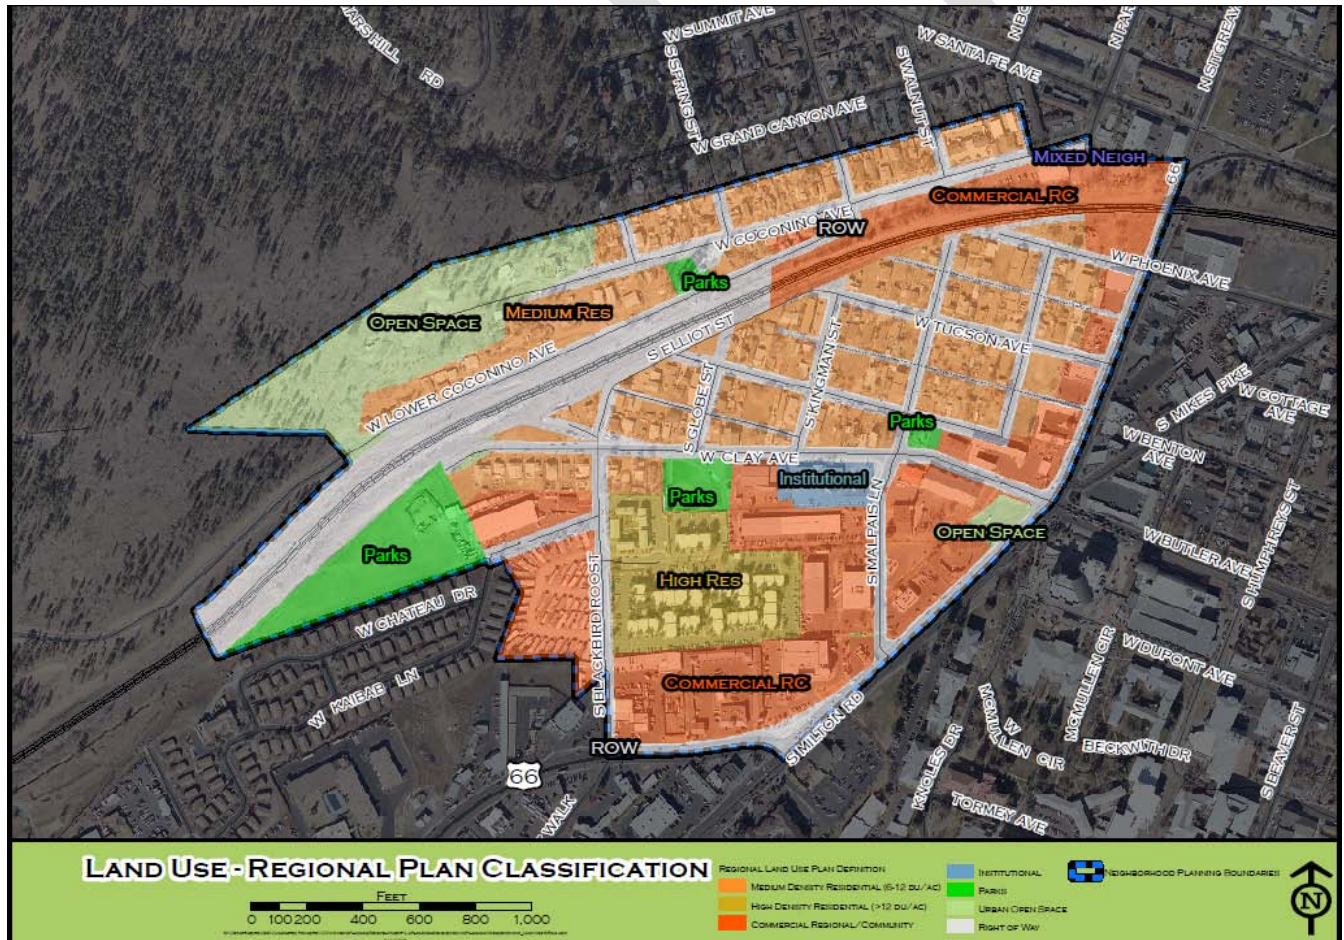 MARS HILL RD
W SUMMIT AVE
S SPRING ST
W GRAND CANYON AVE
S WALNUT ST
W SANTA FE AVE
N SITGREAV
MIXED NEIGH
66
COMMERCIAL RC
W COCONINO AVE
ROW
W PHOENIX AVE
Parks
OPEN SPACE
MEDIUM RES
S ELLIOT ST
W TUCSON AVE
S KINGMAN ST
W LOWER COCONINO AVE
S GLOBE ST
S MIKES PIKE
W COTTAGE AVE
Parks
W BENTON AVE
W CLAY AVE
Institutional
Parks
S MALPAIS LN
S HUMPHREYS ST
OPEN SPACE
W BUTLER AVE
Parks
HIGH RES
W CHATEAU DR
S BLACKBIRD ROOST
W KAIBAB LN
COMMERCIAL RC
W DUPONT AVE
MCMULLEN CIR
W MCMULLEN CIR
S MILTON RD
ROW
BECKWITH DR
KNOLES DR
S BEAVER ST
66
TORMEY AVE
WALK
LAND USE - REGIONAL PLAN CLASSIFICATION
FEET
0 100 200 400 600 800 1,000
REGIONAL LAND USE PLAN DEFINITION
MEDIUM DENSITY RESIDENTIAL (6-12 DU/AC)
HIGH DENSITY RESIDENTIAL (>12 DU/AC)
COMMERCIAL REGIONAL/COMMUNITY
INSTITUTIONAL
PARKS
URBAN OPEN SPACE
RIGHT OF WAY
NEIGHBORHOOD PLANNING BOUNDARIES
N